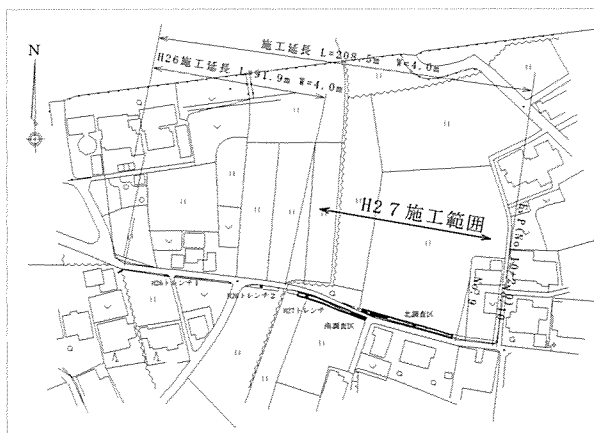 施工延長 L=208.5m W=4.0m
H26施工延長 L=91.9m W=4.0m
N
H27施工範囲
No.9
H26トレンチ1
H26トレンチ2
H27トレンチ
北調査区
南調査区